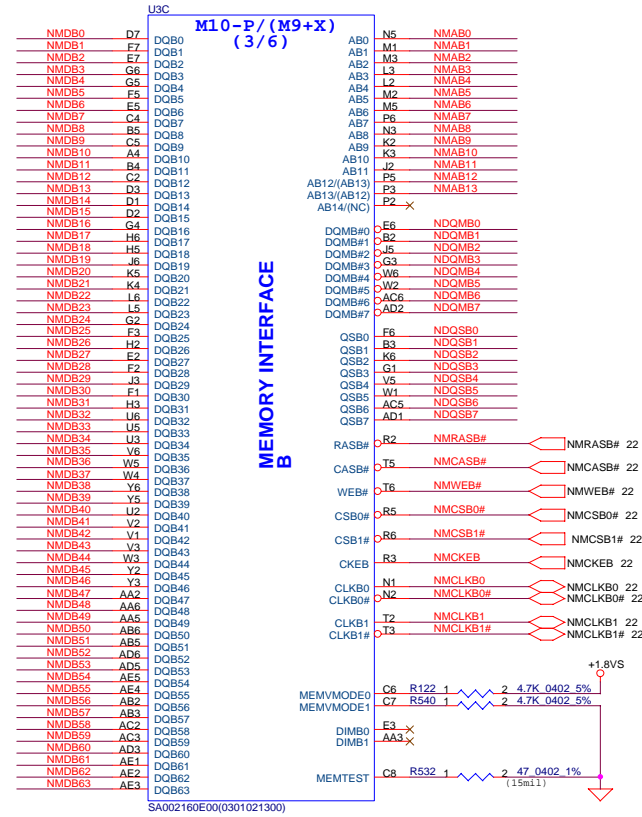 U3C
M10-P/(M9+X)
(3/6)
NMDB0 D7 DQB0
NMDB1 F7 DQB1
NMDB2 E7 DQB2
NMDB3 G6 DQB3
NMDB4 G5 DQB4
NMDB5 F5 DQB5
NMDB6 E5 DQB6
NMDB7 C4 DQB7
NMDB8 B5 DQB8
NMDB9 C5 DQB9
NMDB10 A4 DQB10
NMDB11 B4 DQB11
NMDB12 C2 DQB12
NMDB13 D3 DQB13
NMDB14 D1 DQB14
NMDB15 D2 DQB15
NMDB16 G4 DQB16
NMDB17 H6 DQB17
NMDB18 H5 DQB18
NMDB19 J6 DQB19
NMDB20 K5 DQB20
NMDB21 K4 DQB21
NMDB22 L6 DQB22
NMDB23 L5 DQB23
NMDB24 G2 DQB24
NMDB25 F3 DQB25
NMDB26 H2 DQB26
NMDB27 E2 DQB27
NMDB28 F2 DQB28
NMDB29 J3 DQB29
NMDB30 F1 DQB30
NMDB31 H3 DQB31
NMDB32 U6 DQB32
NMDB33 U5 DQB33
NMDB34 U3 DQB34
NMDB35 V6 DQB35
NMDB36 W5 DQB36
NMDB37 W4 DQB37
NMDB38 Y6 DQB38
NMDB39 Y5 DQB39
NMDB40 U2 DQB40
NMDB41 V2 DQB41
NMDB42 V1 DQB42
NMDB43 V3 DQB43
NMDB44 W3 DQB44
NMDB45 Y2 DQB45
NMDB46 Y3 DQB46
NMDB47 AA2 DQB47
NMDB48 AA6 DQB48
NMDB49 AA5 DQB49
NMDB50 AB6 DQB50
NMDB51 AB5 DQB51
NMDB52 AD6 DQB52
NMDB53 AD5 DQB53
NMDB54 AE5 DQB54
NMDB55 AE4 DQB55
NMDB56 AB2 DQB56
NMDB57 AB3 DQB57
NMDB58 AC2 DQB58
NMDB59 AC3 DQB59
NMDB60 AD3 DQB60
NMDB61 AE1 DQB61
NMDB62 AE2 DQB62
NMDB63 AE3 DQB63
MEMORY INTERFACE
B
AB0 N5 NMAB0
AB1 M1 NMAB1
AB2 M3 NMAB2
AB3 L3 NMAB3
AB4 L2 NMAB4
AB5 M2 NMAB5
AB6 M5 NMAB6
AB7 P6 NMAB7
AB8 N3 NMAB8
AB9 K2 NMAB9
AB10 K3 NMAB10
AB11 J2 NMAB11
AB12/(AB13) P5 NMAB12
AB13/(AB12) P3 NMAB13
AB14/(NC) P2
DQMB#0 E6 NDQMB0
DQMB#1 B2 NDQMB1
DQMB#2 J5 NDQMB2
DQMB#3 G3 NDQMB3
DQMB#4 W6 NDQMB4
DQMB#5 W2 NDQMB5
DQMB#6 AC6 NDQMB6
DQMB#7 AD2 NDQMB7
QSB0 F6 NDQSB0
QSB1 B3 NDQSB1
QSB2 K6 NDQSB2
QSB3 G1 NDQSB3
QSB4 V5 NDQSB4
QSB5 W1 NDQSB5
QSB6 AC5 NDQSB6
QSB7 AD1 NDQSB7
RASB# R2 NMRASB# NMRASB# 22
CASB# T5 NMCASB# NMCASB# 22
WEB# T6 NMWEB# NMWEB# 22
CSB0# R5 NMCSB0# NMCSB0# 22
CSB1# R6 NMCSB1# NMCSB1# 22
CKEB R3 NMCKEB NMCKEB 22
CLKB0 N1 NMCLKB0 NMCLKB0 22
CLKB0# N2 NMCLKB0# NMCLKB0# 22
CLKB1 T2 NMCLKB1 NMCLKB1 22
CLKB1# T3 NMCLKB1# NMCLKB1# 22
+1.8VS
MEMVMODE0 C6 R122 1 2 4.7K_0402_5%
MEMVMODE1 C7 R540 1 2 4.7K_0402_5%
DIMB0 E3
DIMB1 AA3
MEMTEST C8 R532 1 2 47_0402_1%
(15mil)
SA002160E00(0301021300)